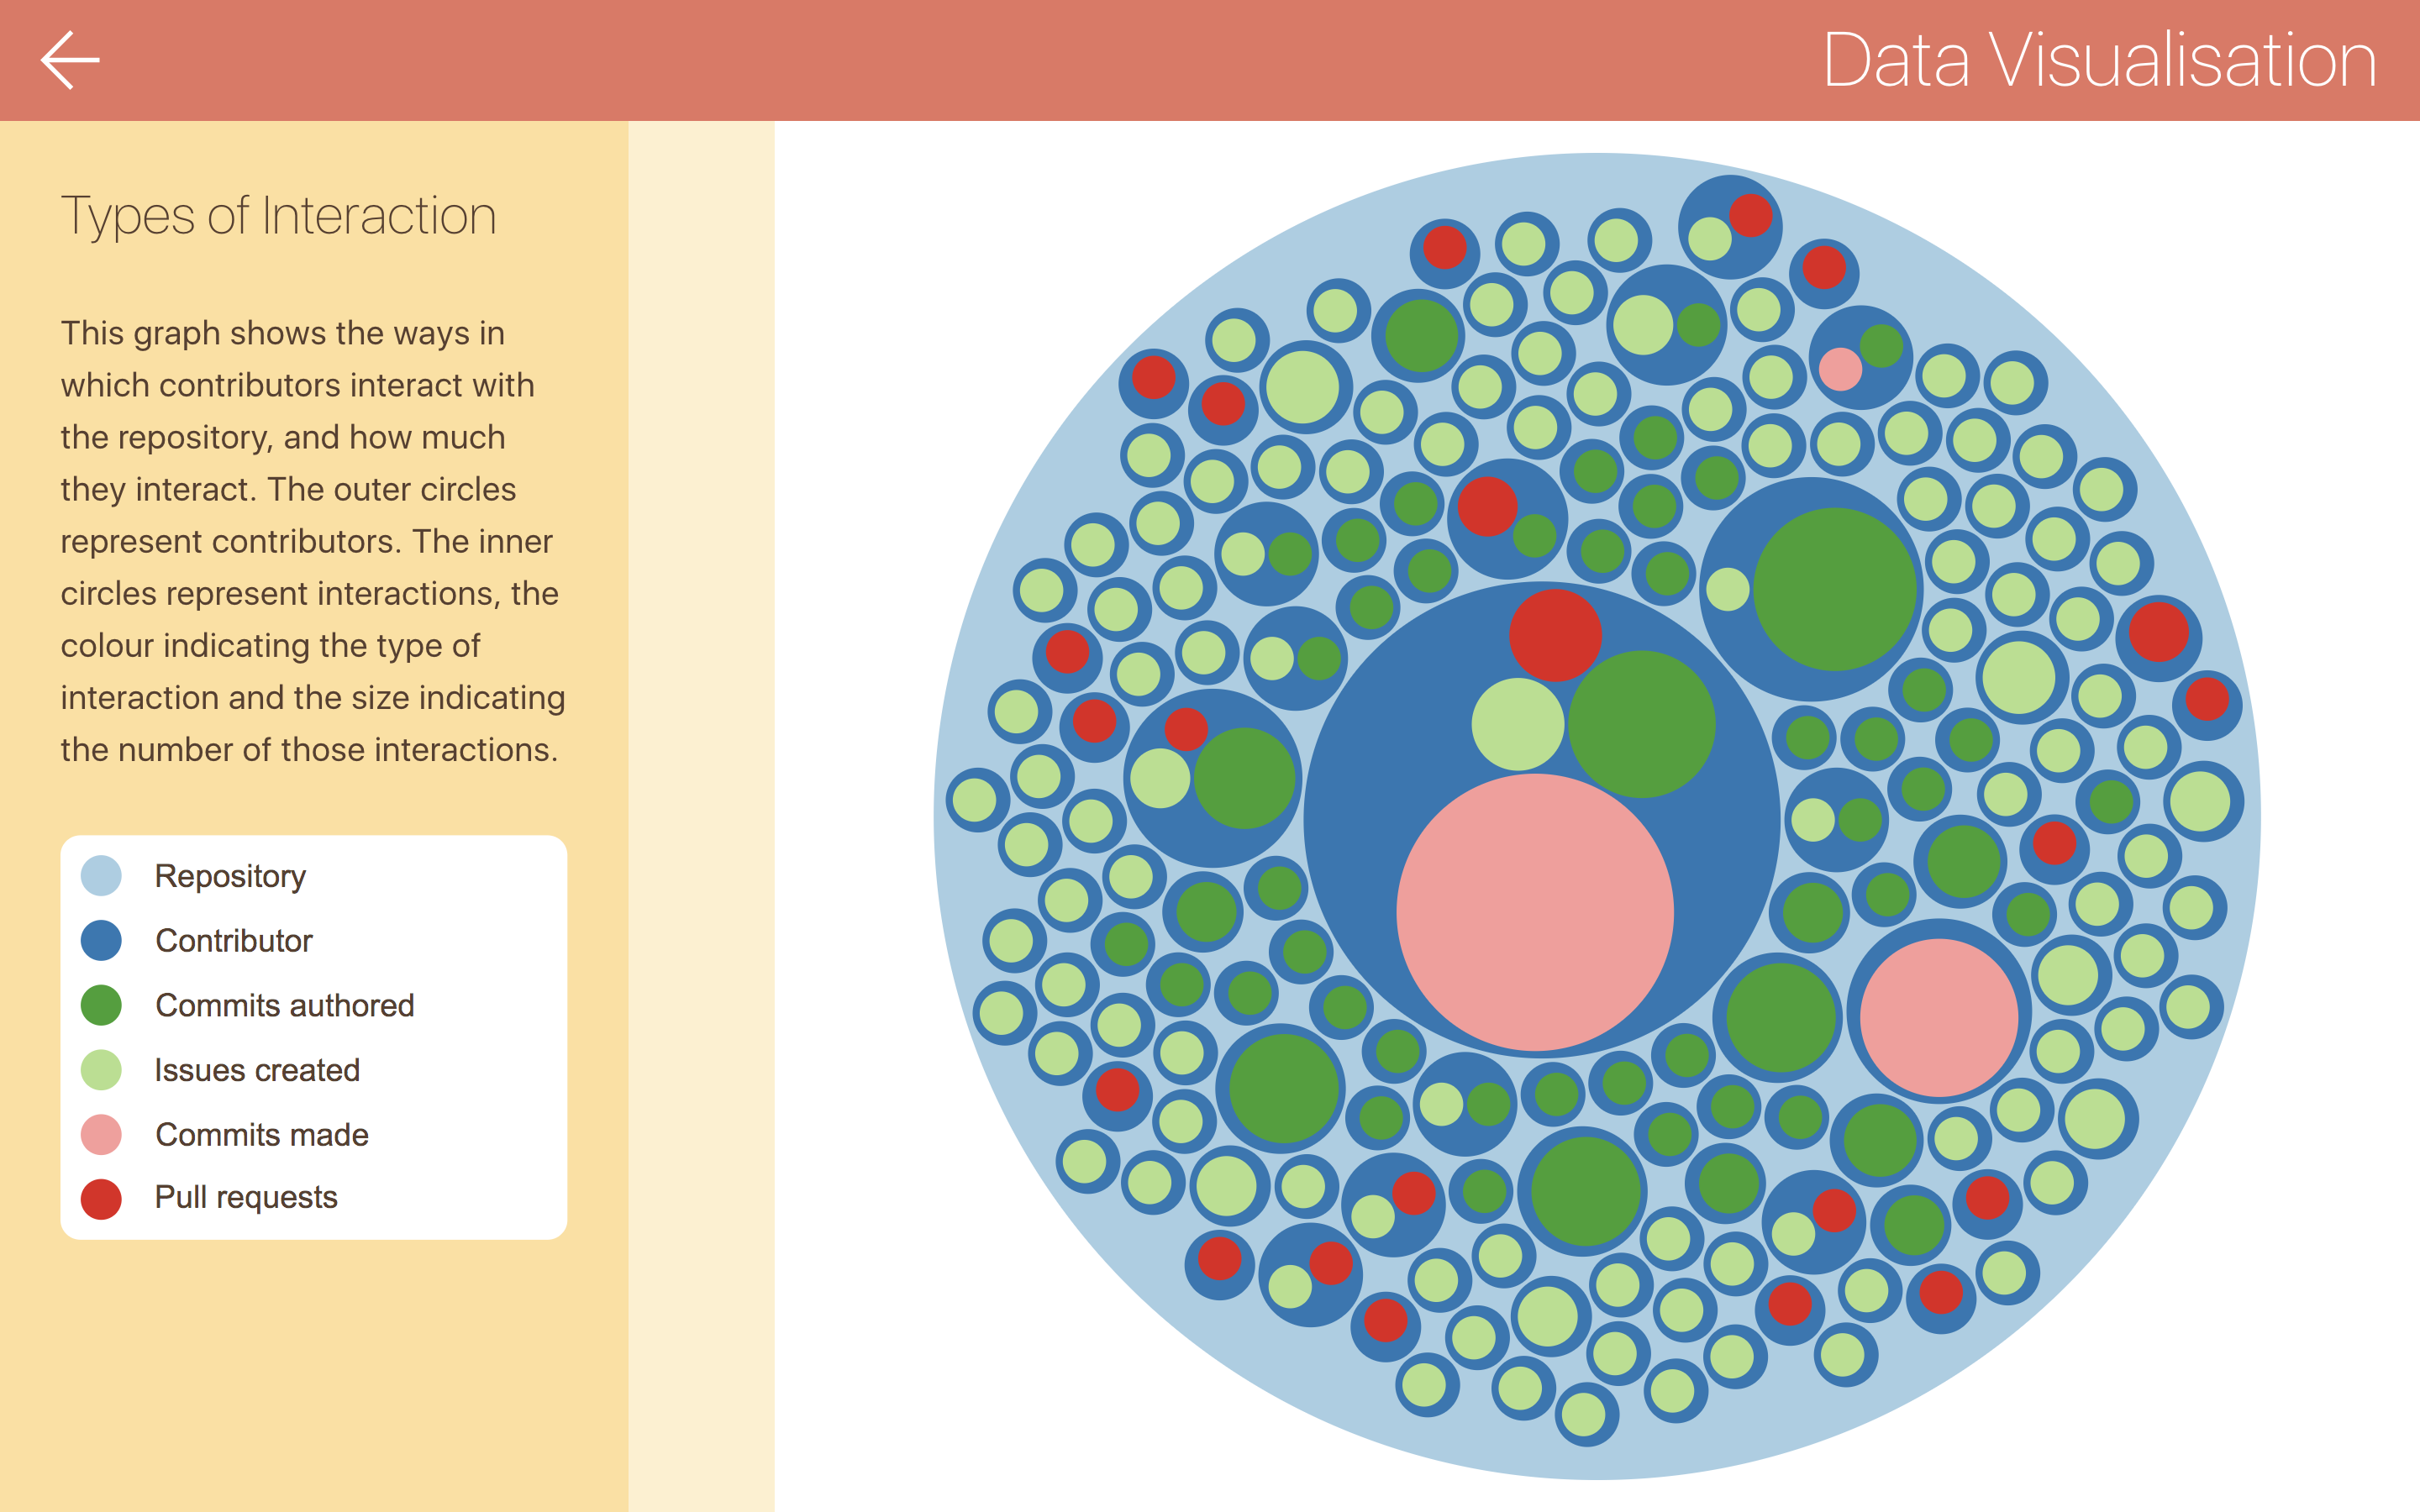 Data Visualisation
Types of Interaction
This graph shows the ways in
which contributors interact with
the repository, and how much
they interact. The outer circles
represent contributors. The inner
circles represent interactions, the
colour indicating the type of
interaction and the size indicating
the number of those interactions.
Repository
Contributor
Commits authored
Issues created
Commits made
Pull requests